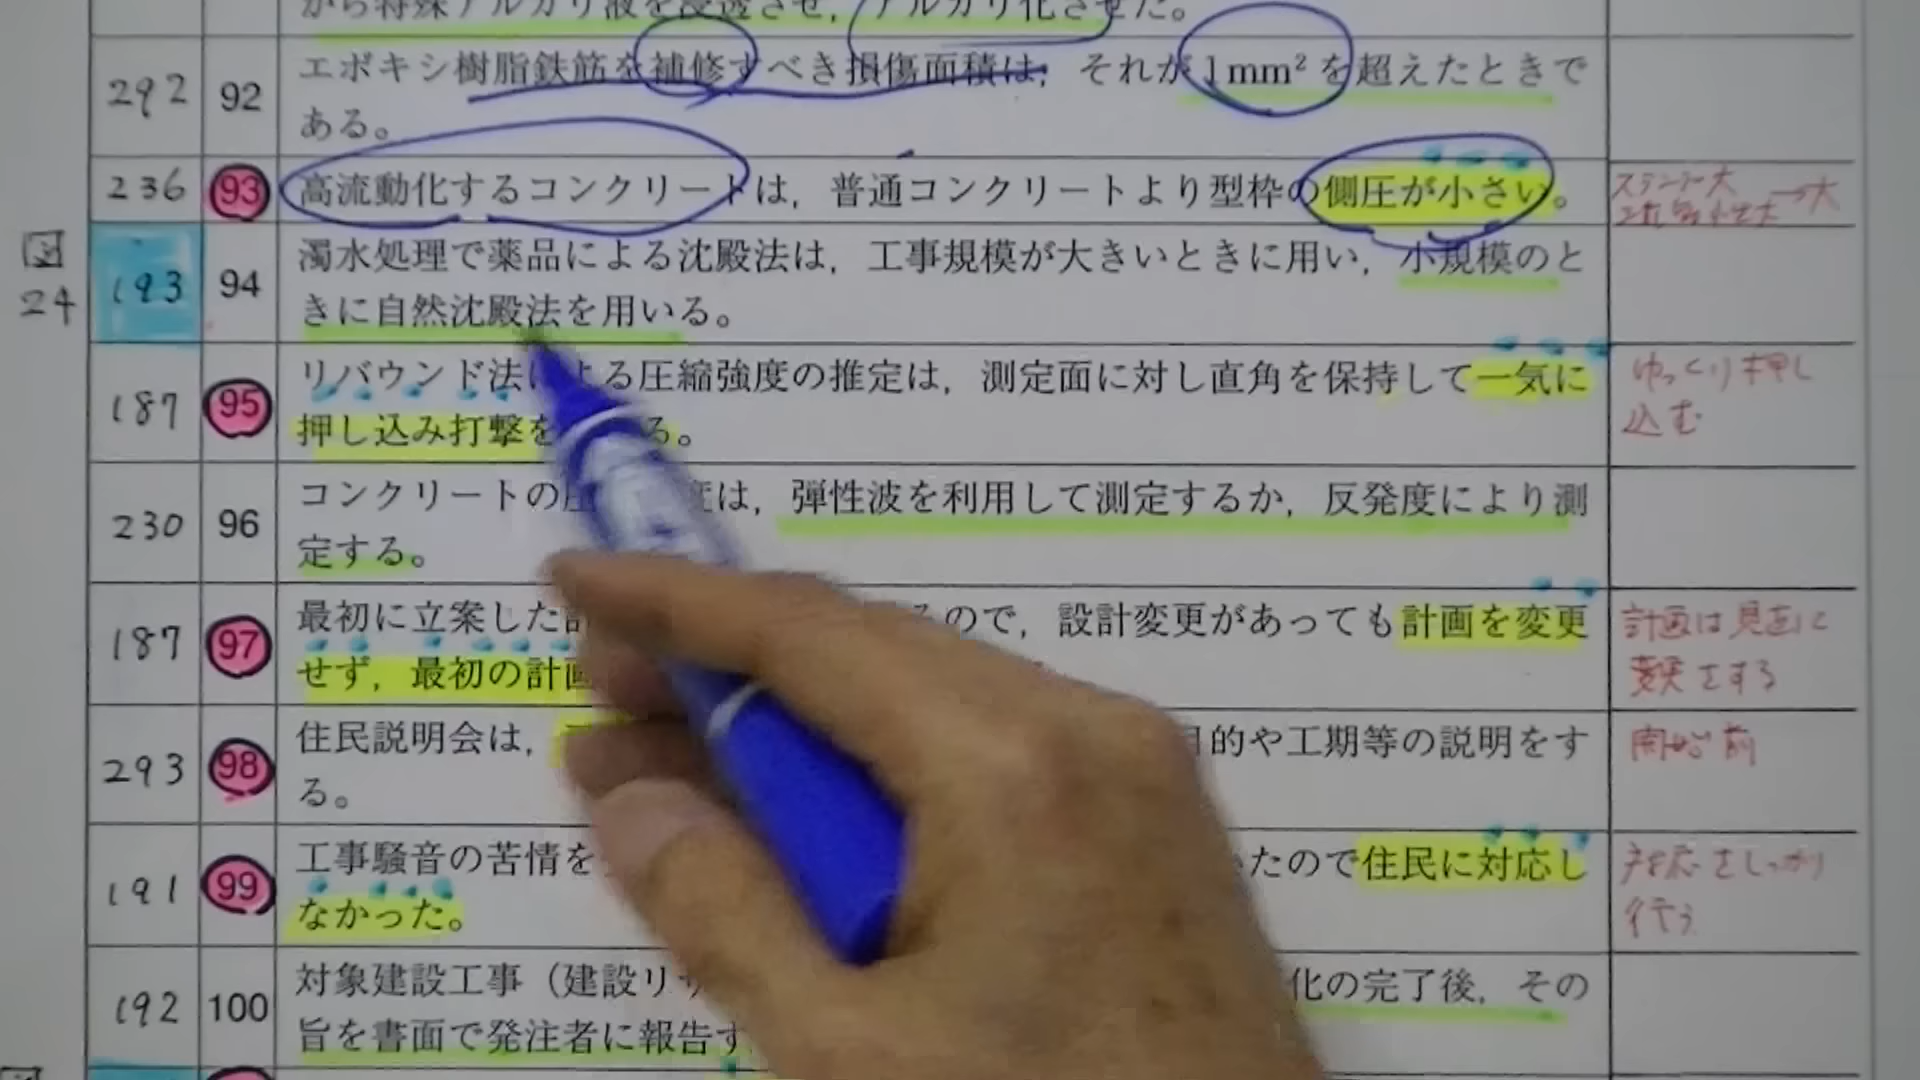 から特殊アルカリ液を浸透させ，アルカリ化させた。
292 92 エポキシ樹脂鉄筋を補修すべき損傷面積は，それが1mm²を超えたときで
ある。
236 93 高流動化するコンクリートは，普通コンクリートより型枠の側圧が小さい。
大 → 大
図
24
193 94 濁水処理で薬品による沈殿法は，工事規模が大きいときに用い，小規模のと
きに自然沈殿法を用いる。
187 95 リバウンド法による圧縮強度の推定は，測定面に対し直角を保持して一気に
押し込み打撃を る。
ゆっくり押し
込む
230 96 コンクリートの圧 度は，弾性波を利用して測定するか，反発度により測
定する。
187 97 最初に立案した計 るので，設計変更があっても計画を変更
せず，最初の計画
計画は見直し
変更をする
293 98 住民説明会は， 目的や工期等の説明をす
る。
開始前
191 99 工事騒音の苦情を いたので住民に対応し
なかった。
対応をしっかり
行う
192 100 対象建設工事（建設リサ 化の完了後，その
旨を書面で発注者に報告す